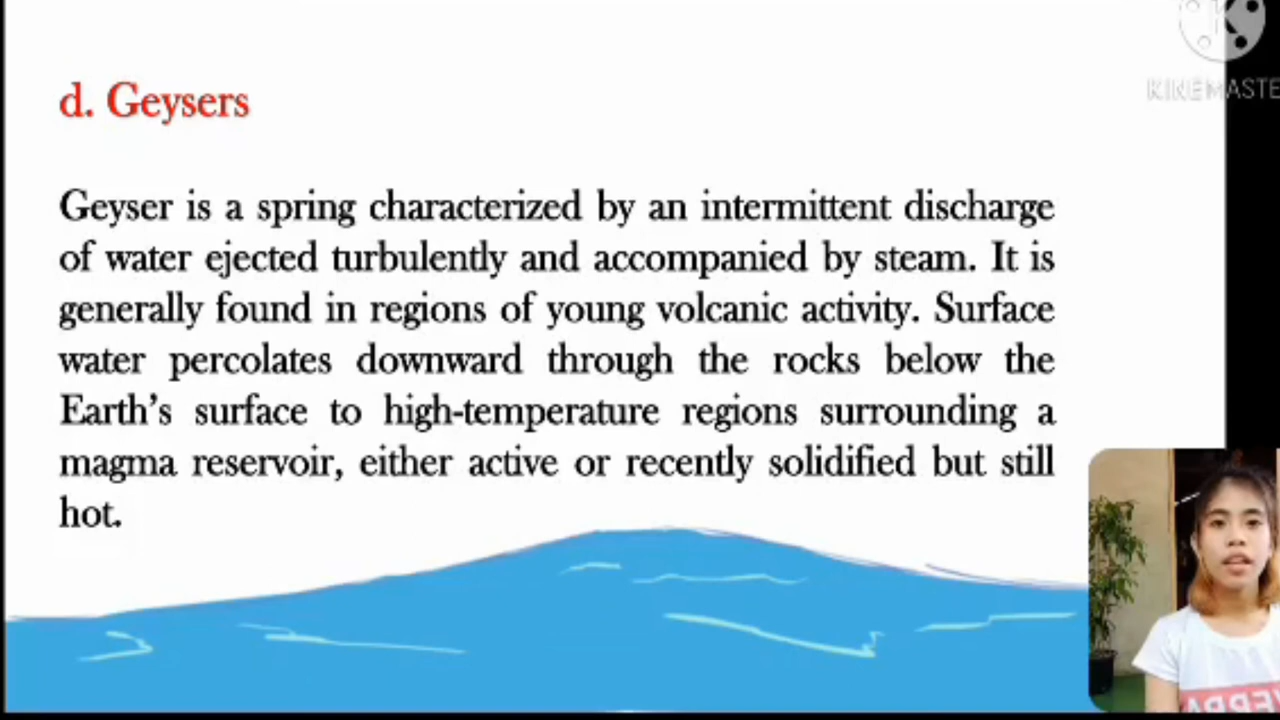 KINEMASTE
d. Geysers
Geyser is a spring characterized by an intermittent discharge
of water ejected turbulently and accompanied by steam. It is
generally found in regions of young volcanic activity. Surface
water percolates downward through the rocks below the
Earth’s surface to high-temperature regions surrounding a
magma reservoir, either active or recently solidified but still
hot.